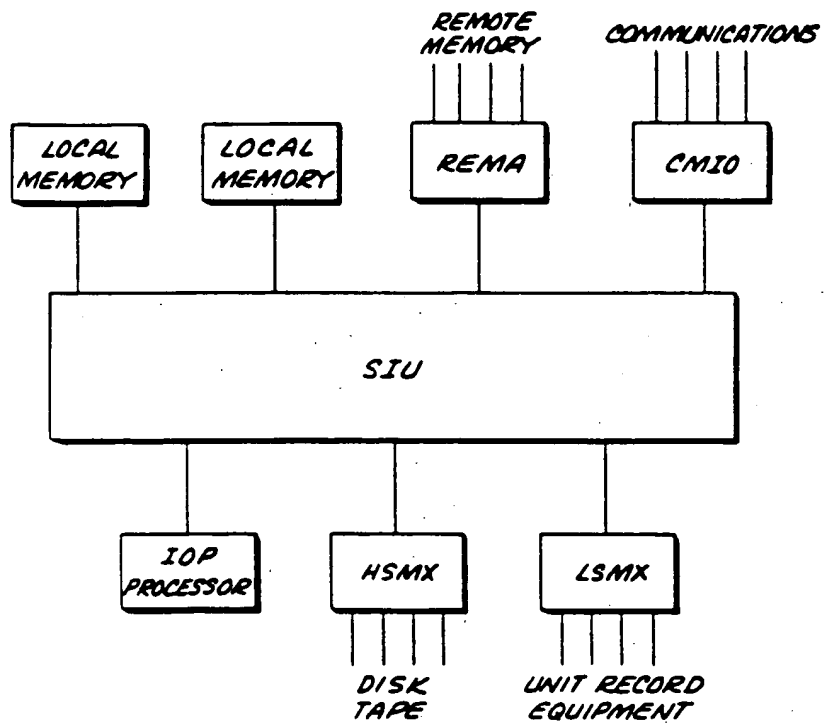 REMOTE
MEMORY
COMMUNICATIONS
LOCAL
MEMORY
LOCAL
MEMORY
REMA
CMIO
SIU
IOP
PROCESSOR
HSMX
LSMX
DISK
TAPE
UNIT RECORD
EQUIPMENT